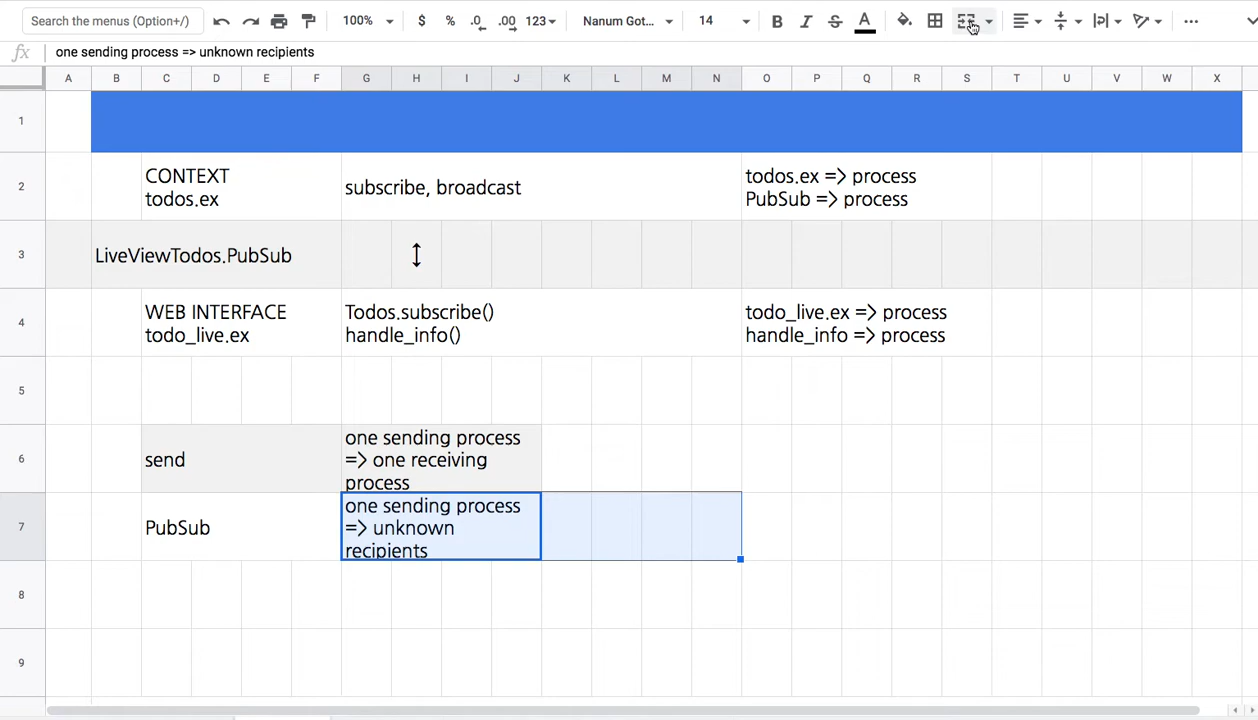 Search the menus (Option+/)
100%
$
%
.0
.00
123
Nanum Got...
14
B
I
S
A
fx
one sending process => unknown recipients
A B C D E F G H I J K L M N O P Q R S T U V W X
1
2
CONTEXT
todos.ex
subscribe, broadcast
todos.ex => process
PubSub => process
3
LiveViewTodos.PubSub
↕
4
WEB INTERFACE
todo_live.ex
Todos.subscribe()
handle_info()
todo_live.ex => process
handle_info => process
5
6
send
one sending process
=> one receiving
process
7
PubSub
one sending process
=> unknown
recipients
8
9